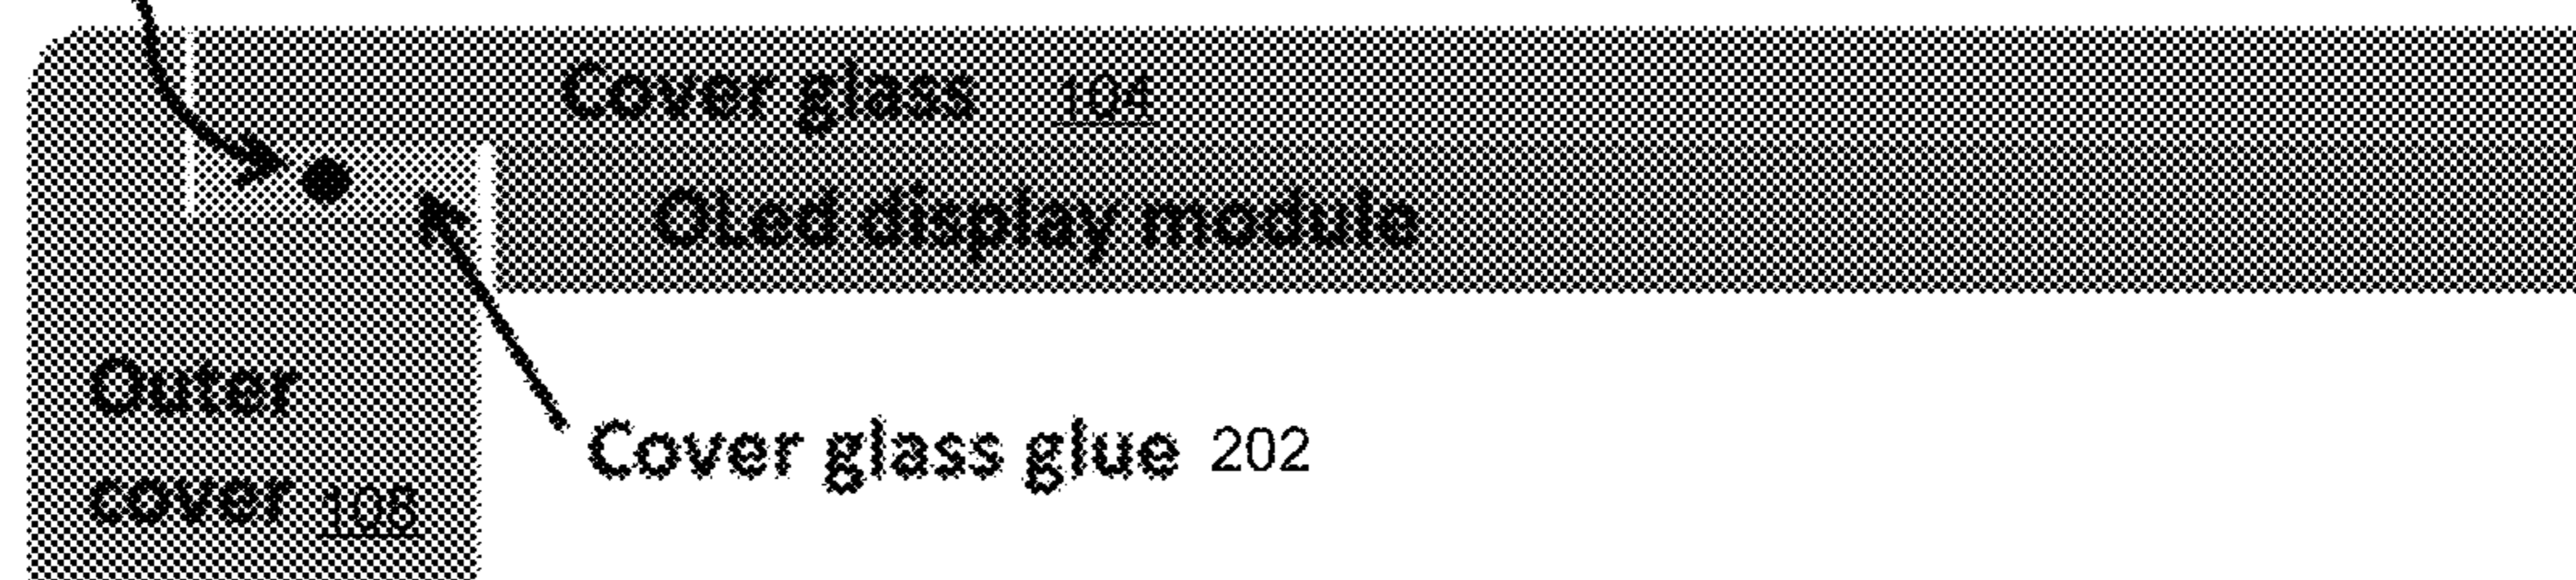 Cover glass 104
OLed display module
Outer
cover 108
Cover glass glue 202